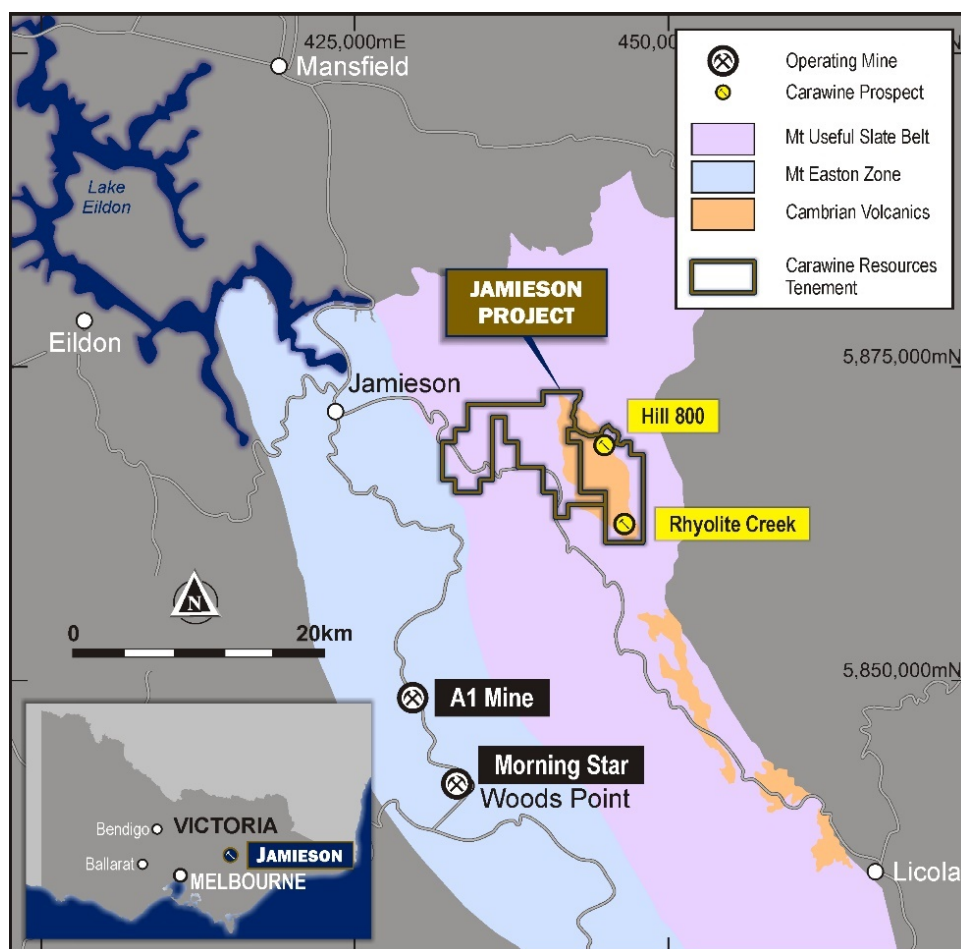 425,000mE
450,000mE
Mansfield
Operating Mine
Carawine Prospect
Mt Useful Slate Belt
Mt Easton Zone
Cambrian Volcanics
Carawine Resources
Tenement
Lake
Eildon
JAMIESON
PROJECT
Eildon
5,875,000mN
Jamieson
Hill 800
Rhyolite Creek
N
0
20km
5,850,000mN
A1 Mine
Morning Star
Woods Point
Licola
Bendigo
VICTORIA
Ballarat
JAMIESON
MELBOURNE